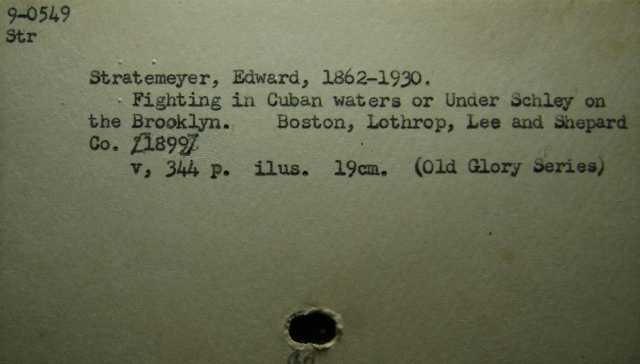 9-0549
Str
Stratemeyer, Edward, 1862-1930.
Fighting in Cuban waters or Under Schley on
the Brooklyn. Boston, Lothrop, Lee and Shepard
Co. [1899]
v, 344 p. ilus. 19cm. (Old Glory Series)